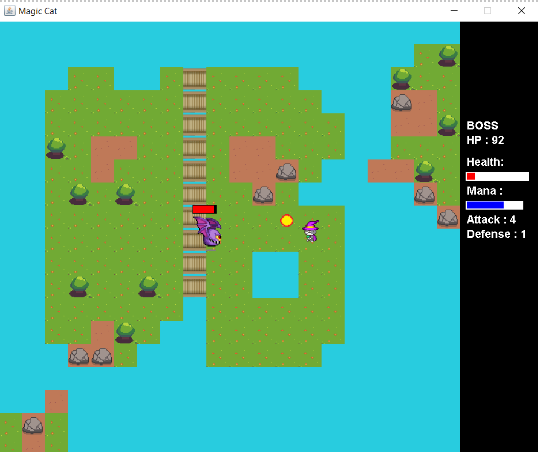 Magic Cat
BOSS
HP : 92
Health:
Mana :
Attack : 4
Defense : 1